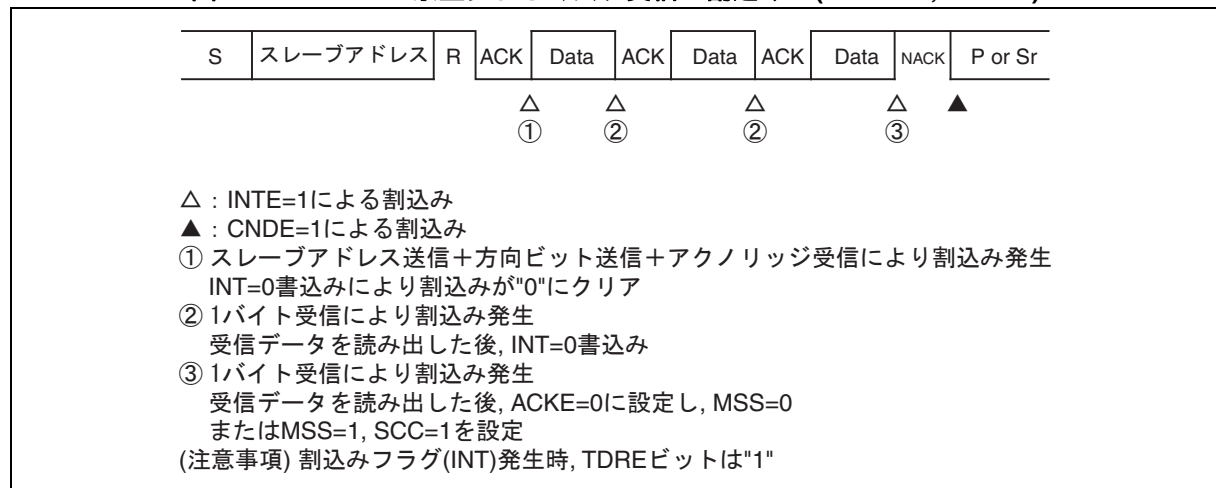 S スレーブアドレス R ACK Data ACK Data ACK Data NACK P or Sr
△ △ △ △ ▲
① ② ② ③
△：INTE=1による割込み
▲：CNDE=1による割込み
① スレーブアドレス送信＋方向ビット送信＋アクノリッジ受信により割込み発生
INT=0書込みにより割込みが"0"にクリア
② 1バイト受信により割込み発生
受信データを読み出した後, INT=0書込み
③ 1バイト受信により割込み発生
受信データを読み出した後, ACKE=0に設定し, MSS=0
またはMSS=1, SCC=1を設定
(注意事項) 割込みフラグ(INT)発生時, TDREビットは"1"